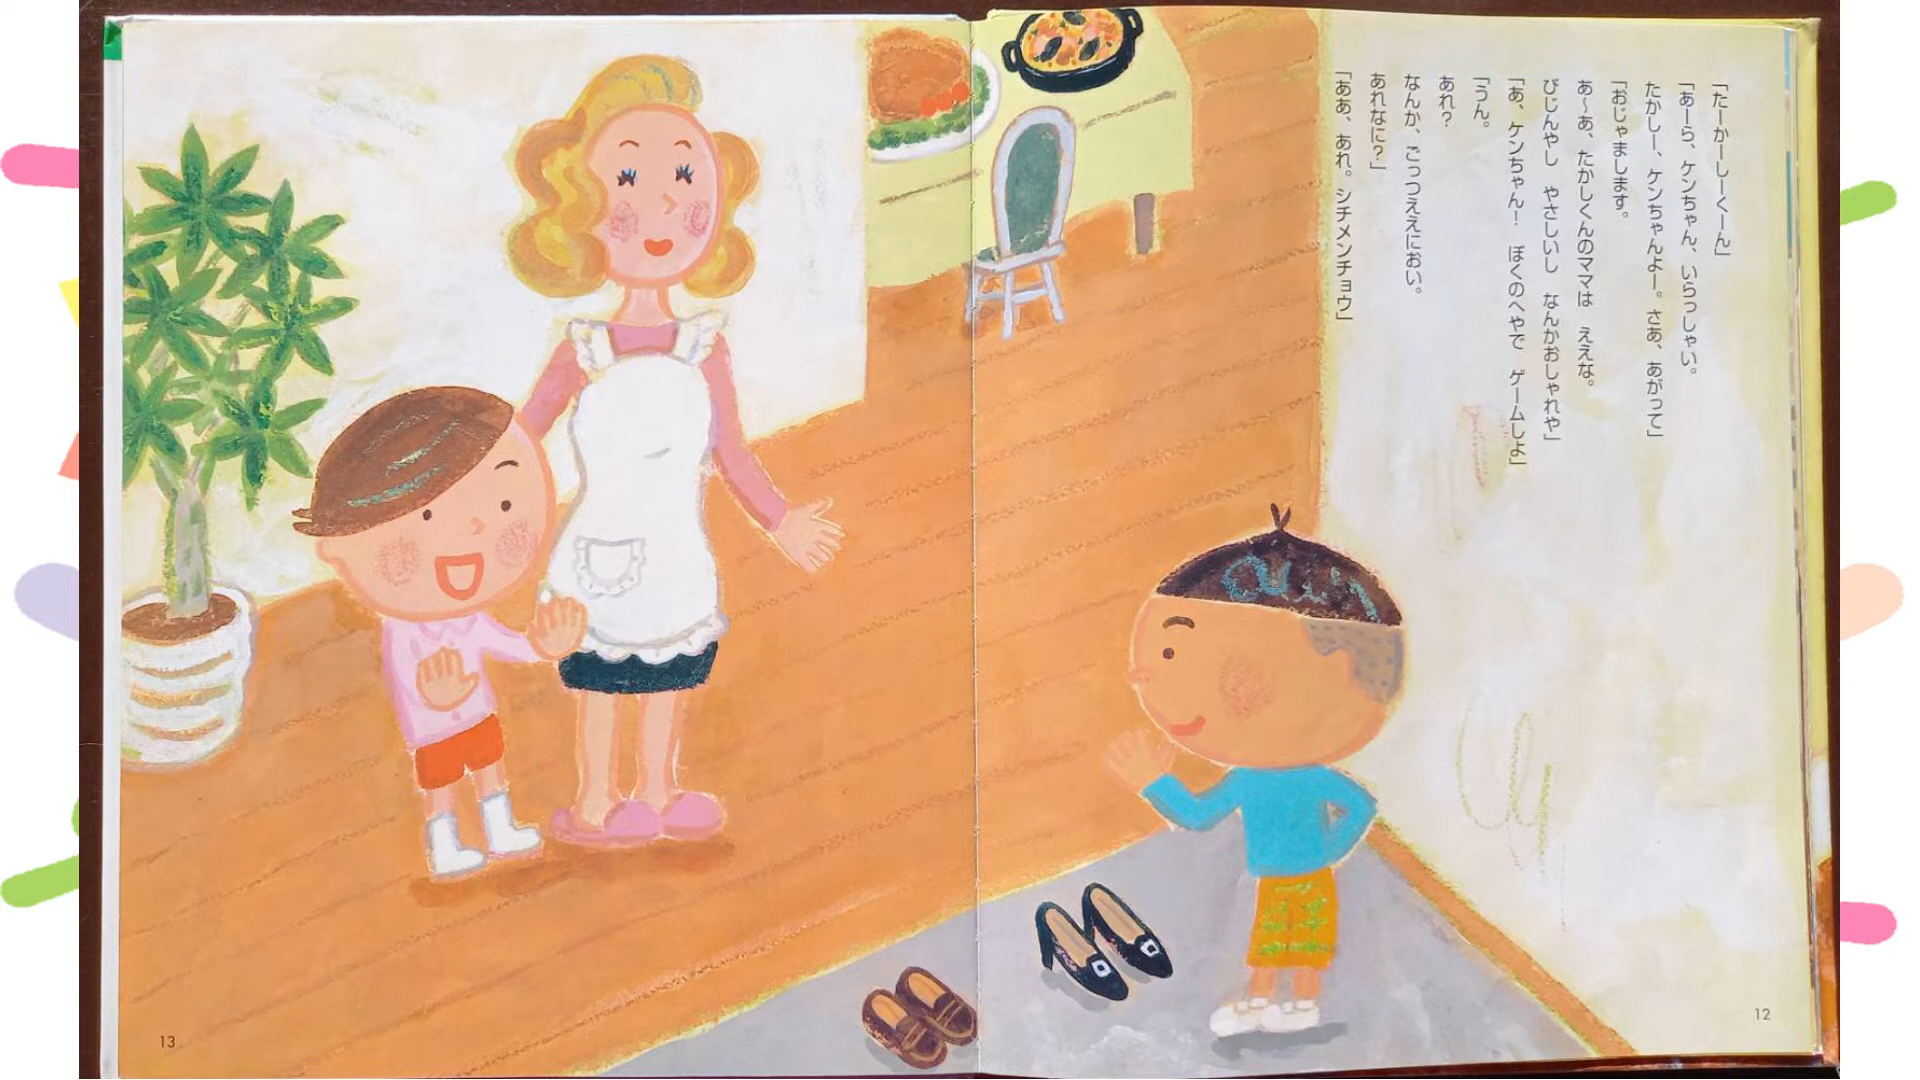 「たーかーしーくーん」
「あーら、ケンちゃん、いらっしゃい。
たかしー、ケンちゃんよー。さあ、あがって」
「おじゃまします。
あ〜あ、たかしくんのママは　ええな。
びじんやし　やさしいし　なんかおしゃれや」
「あ、ケンちゃん！　ぼくのへやで　ゲームしよ」
「うん。
あれ？
なんか、ごっつええにおい。
あれなに？」
「ああ、あれ。シチメンチョウ」
12
13